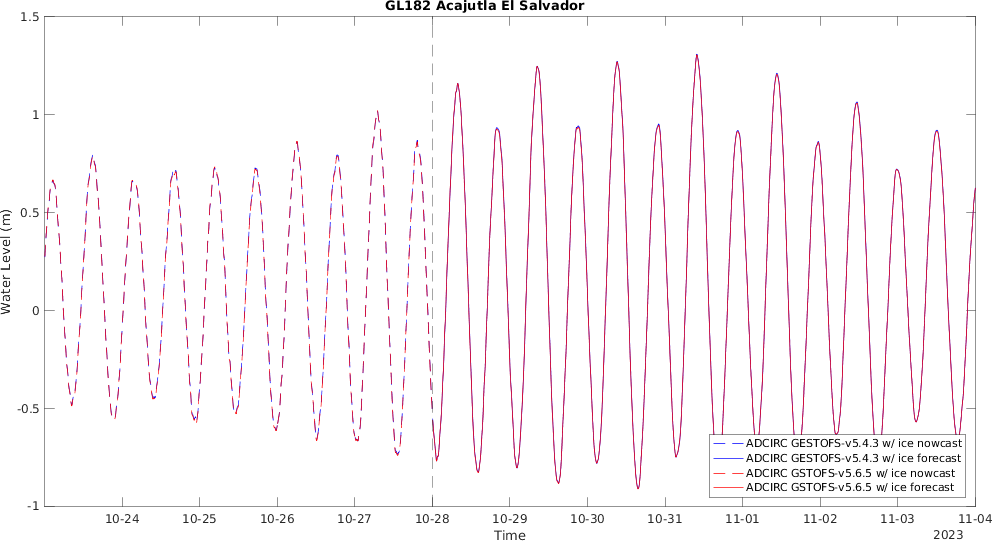 GL182 Acajutla El Salvador
1.5
1
0.5
0
-0.5
-1
Water Level (m)
ADCIRC GESTOFS-v5.4.3 w/ ice nowcast
ADCIRC GESTOFS-v5.4.3 w/ ice forecast
ADCIRC GSTOFS-v5.6.5 w/ ice nowcast
ADCIRC GSTOFS-v5.6.5 w/ ice forecast
10-24 10-25 10-26 10-27 10-28 10-29 10-30 10-31 11-01 11-02 11-03 11-04
Time
2023